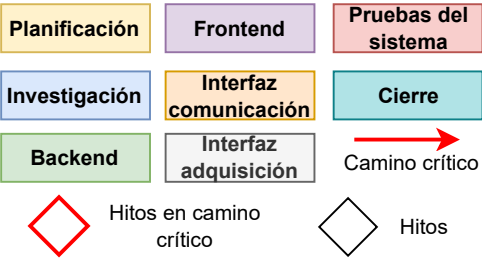 Planificación
Frontend
Pruebas del
sistema
Investigación
Interfaz
comunicación
Cierre
Backend
Interfaz
adquisición
Camino crítico
Hitos en camino
crítico
Hitos